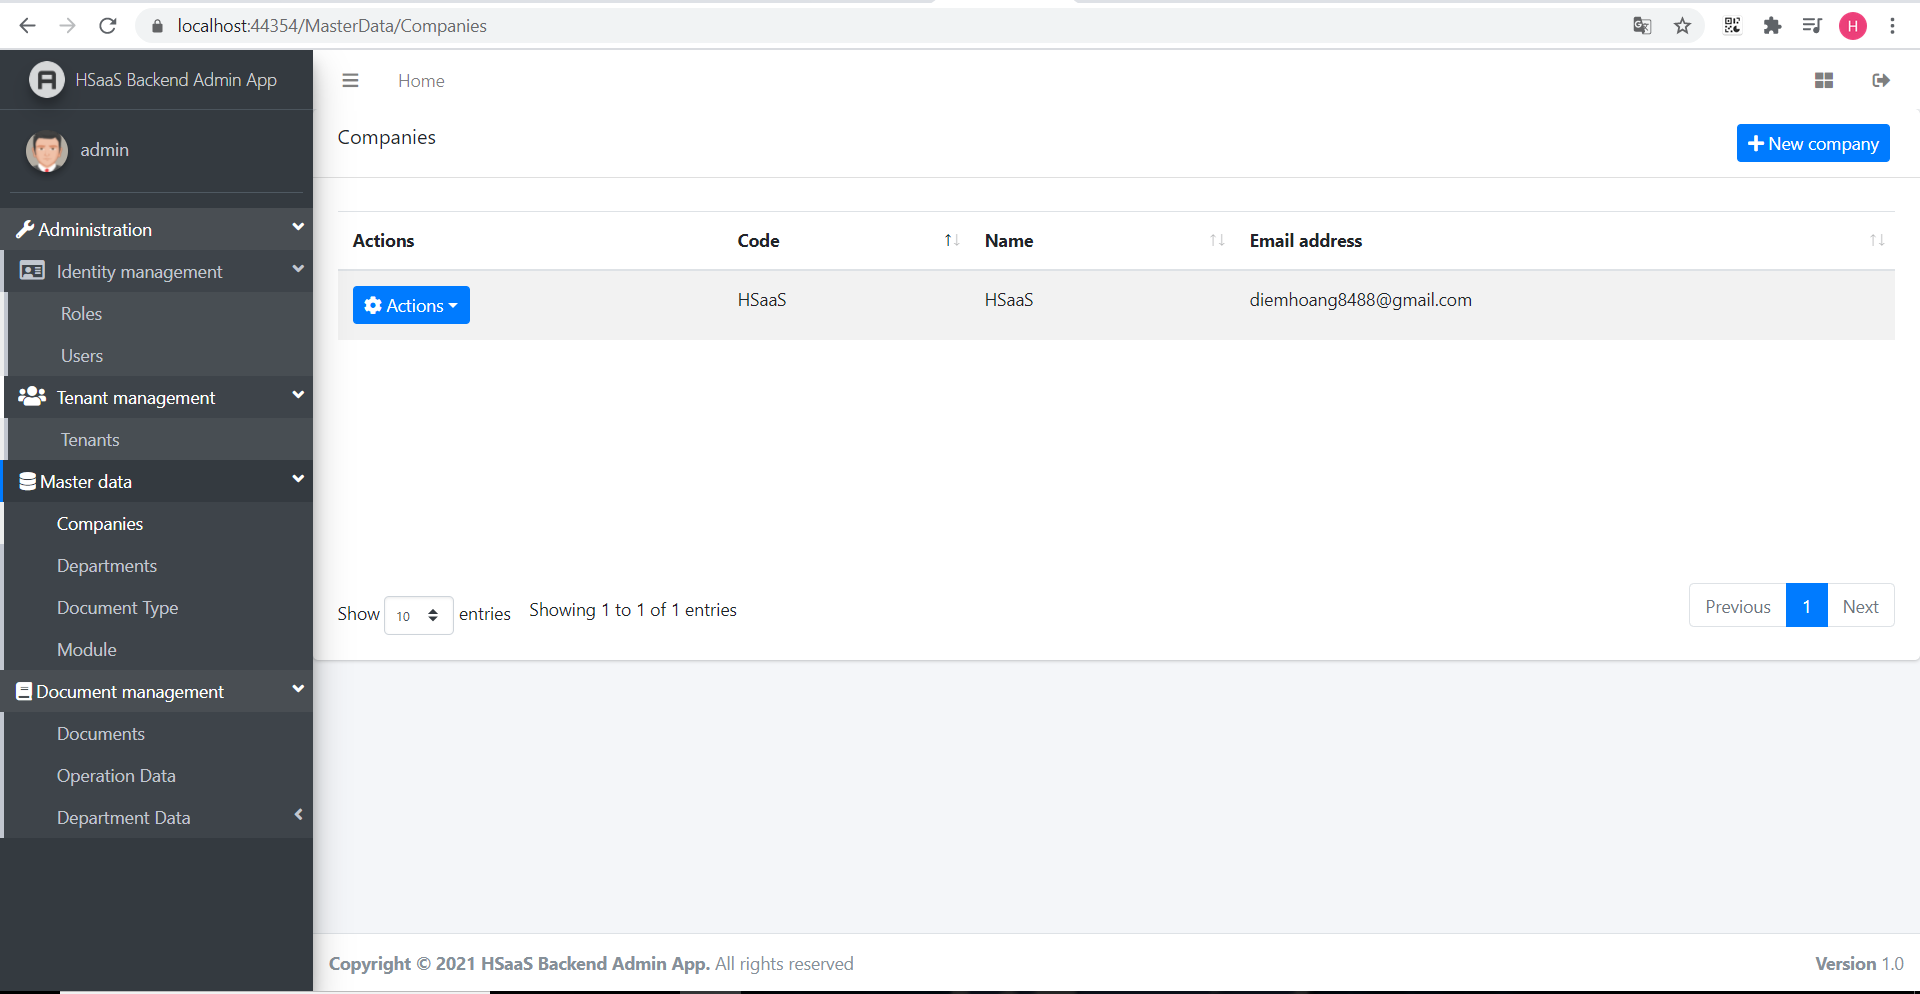 localhost:44354/MasterData/Companies
H
HSaaS Backend Admin App
Home
admin
Companies
New company
Administration
Identity management
Roles
Users
Tenant management
Tenants
Master data
Companies
Departments
Document Type
Module
Document management
Documents
Operation Data
Department Data
Actions Code Name Email address
Actions HSaaS HSaaS diemhoang8488@gmail.com
Show 10 entries Showing 1 to 1 of 1 entries
Previous 1 Next
Copyright © 2021 HSaaS Backend Admin App. All rights reserved
Version 1.0